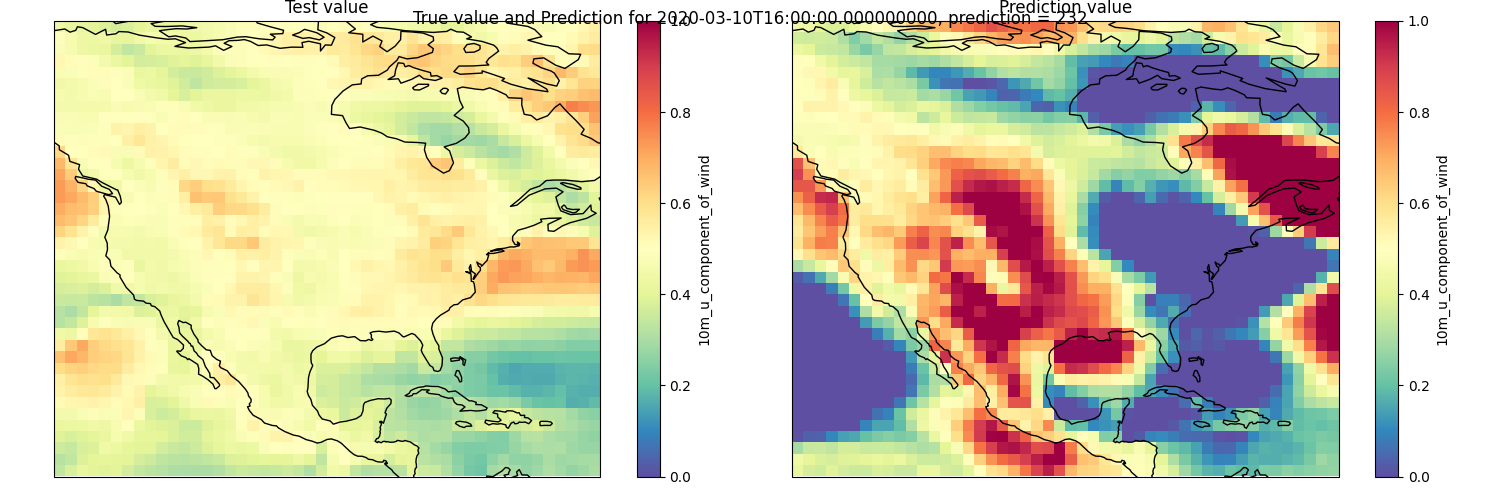 Test value
Prediction value
True value and Prediction for 2020-03-10T16:00:00.000000000, prediction = 232
1.0
0.8
0.6
0.4
0.2
0.0
10m_u_component_of_wind
1.0
0.8
0.6
0.4
0.2
0.0
10m_u_component_of_wind